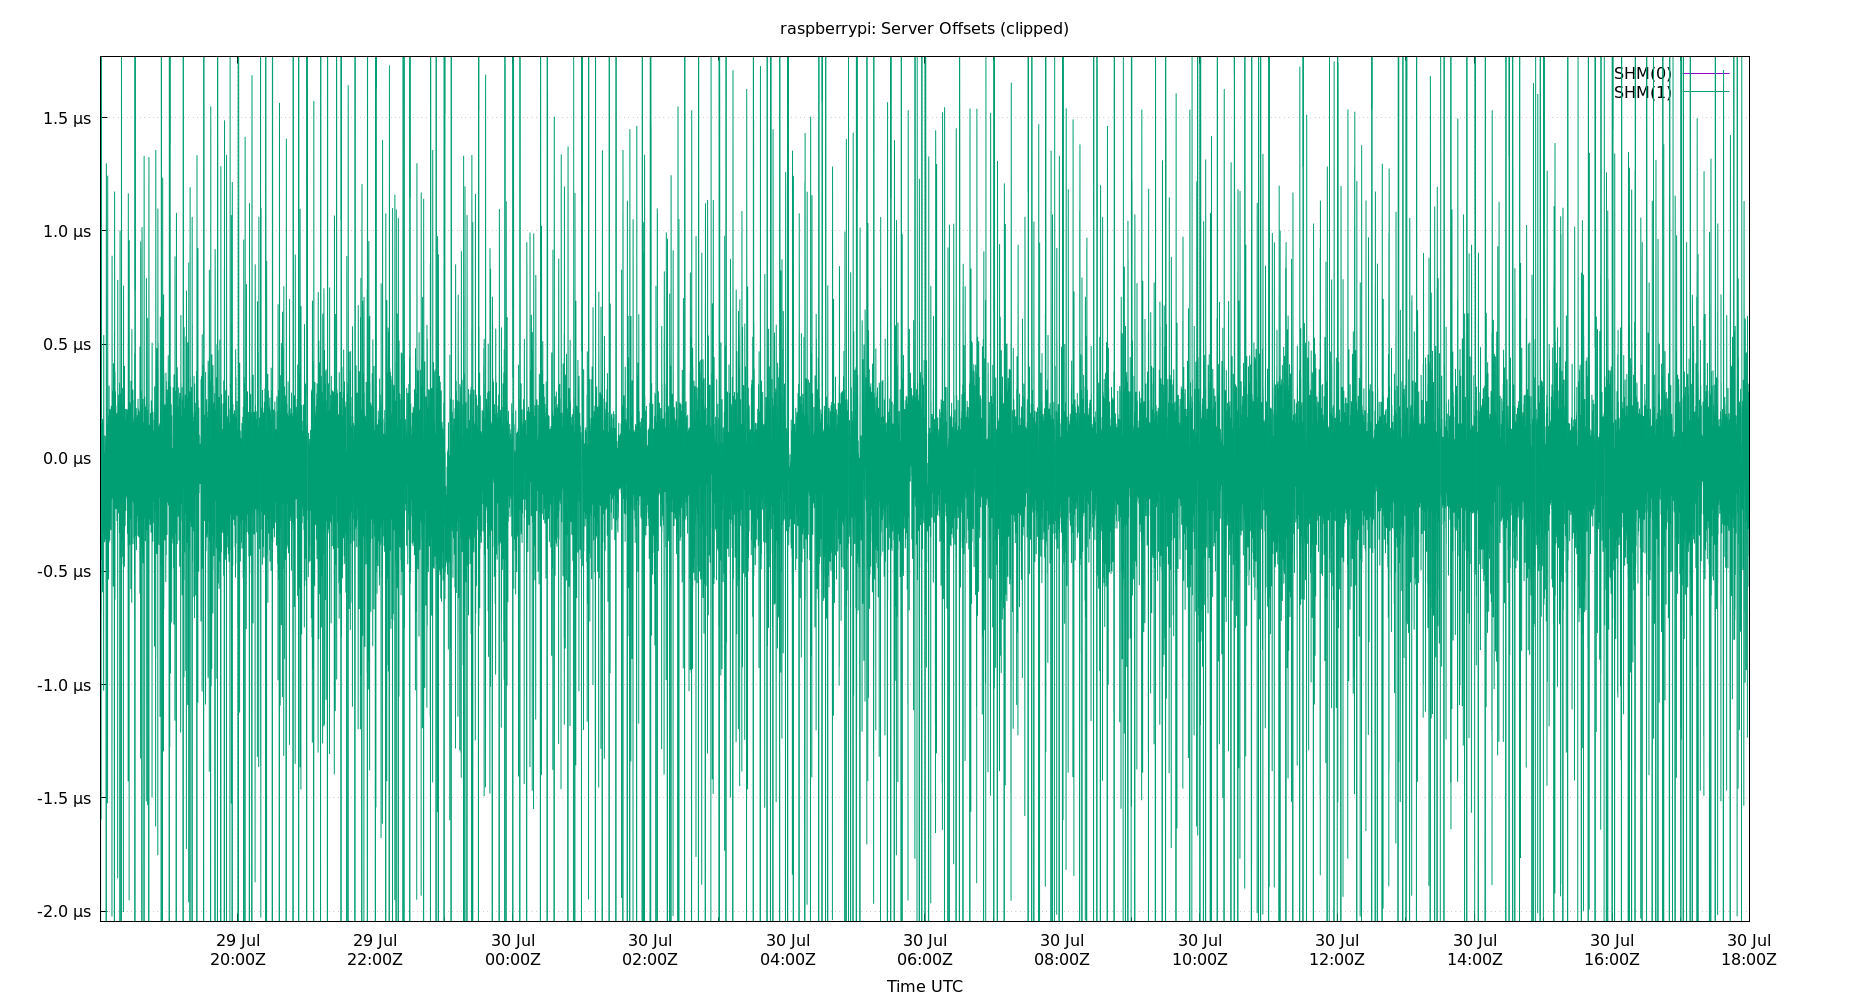 raspberrypi: Server Offsets (clipped)
SHM(0)
SHM(1)
1.5 µs
1.0 µs
0.5 µs
0.0 µs
-0.5 µs
-1.0 µs
-1.5 µs
-2.0 µs
29 Jul 29 Jul 30 Jul 30 Jul 30 Jul 30 Jul 30 Jul 30 Jul 30 Jul 30 Jul 30 Jul 30 Jul
20:00Z 22:00Z 00:00Z 02:00Z 04:00Z 06:00Z 08:00Z 10:00Z 12:00Z 14:00Z 16:00Z 18:00Z
Time UTC